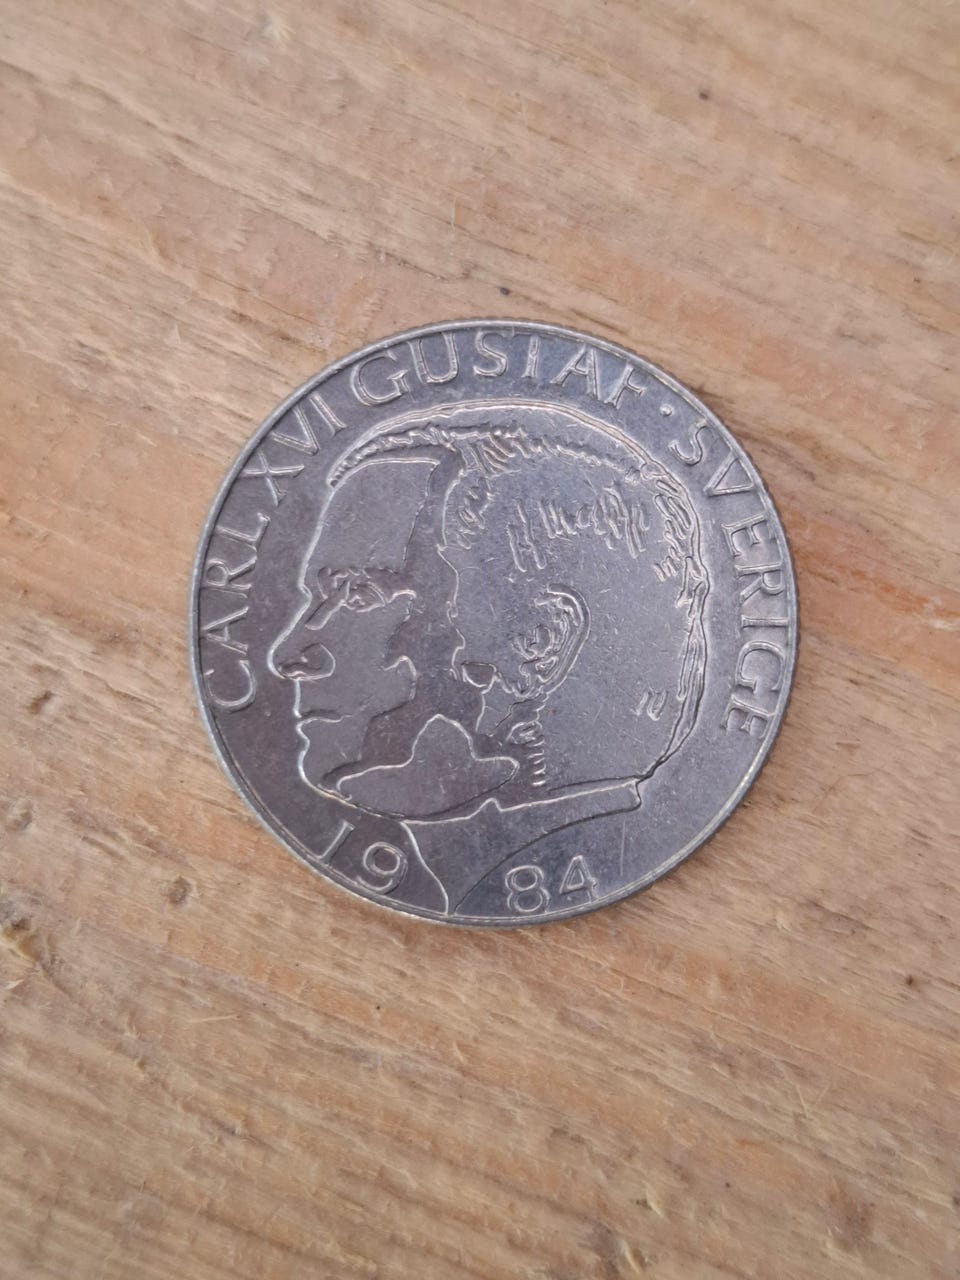 CARL XVI GUSTAF · SVERIGE
19 84